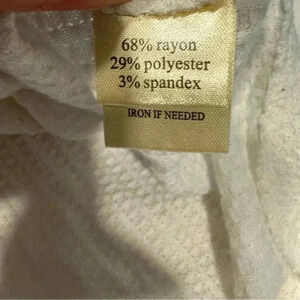 68% rayon
29% polyester
3% spandex
IRON IF NEEDED